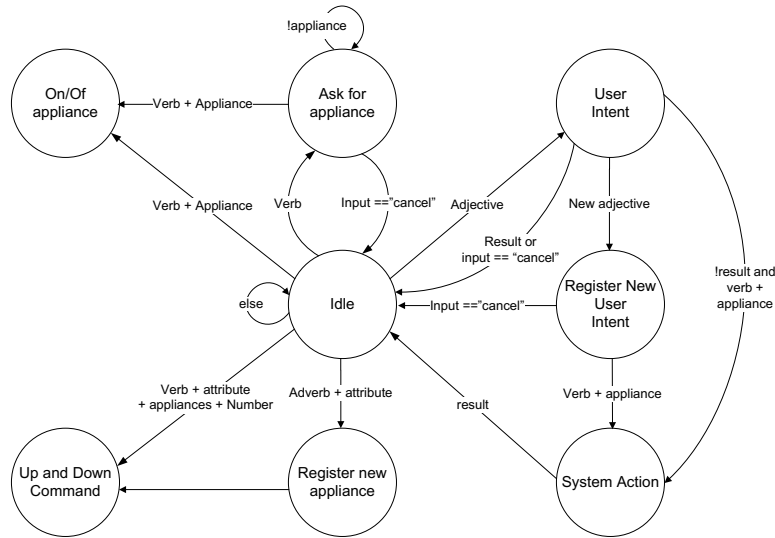 !appliance
On/Of
appliance
Verb + Appliance
Ask for
appliance
User
Intent
Verb + Appliance
Verb
Input ==”cancel”
Adjective
New adjective
Result or
input == “cancel”
!result and
verb +
appliance
else
Idle
Input ==”cancel”
Register New
User
Intent
Verb + attribute
+ appliances + Number
Adverb + attribute
result
Verb + appliance
Up and Down
Command
Register new
appliance
System Action